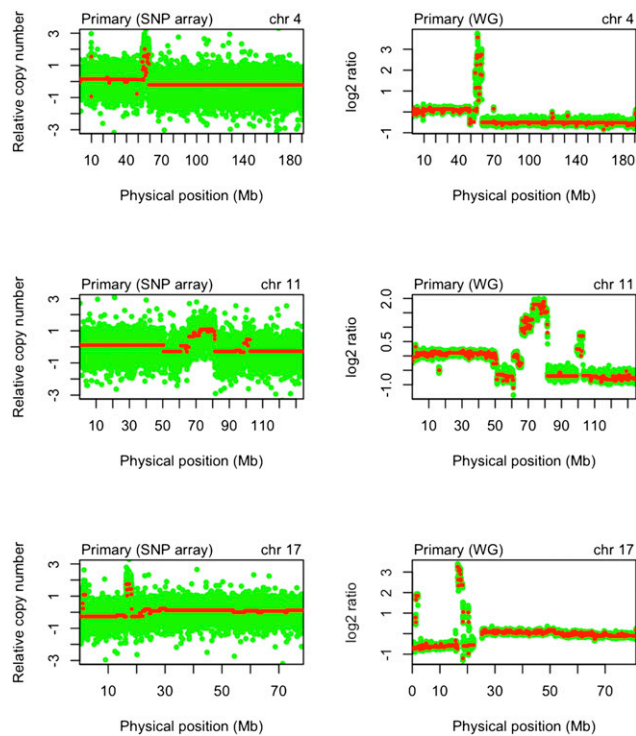 Primary (SNP array) chr 4
Relative copy number
3
1
-1
-3
10 40 70 100 140 180
Physical position (Mb)
Primary (WG) chr 4
log2 ratio
3
2
1
-1
10 40 70 100 140 180
Physical position (Mb)
Primary (SNP array) chr 11
Relative copy number
3
1
-1
-3
10 30 50 70 90 110
Physical position (Mb)
Primary (WG) chr 11
log2 ratio
2.0
0.5
-1.0
10 30 50 70 90 110
Physical position (Mb)
Primary (SNP array) chr 17
Relative copy number
3
1
-1
-3
10 30 50 70
Physical position (Mb)
Primary (WG) chr 17
log2 ratio
3
2
1
-1
0 10 30 50 70
Physical position (Mb)